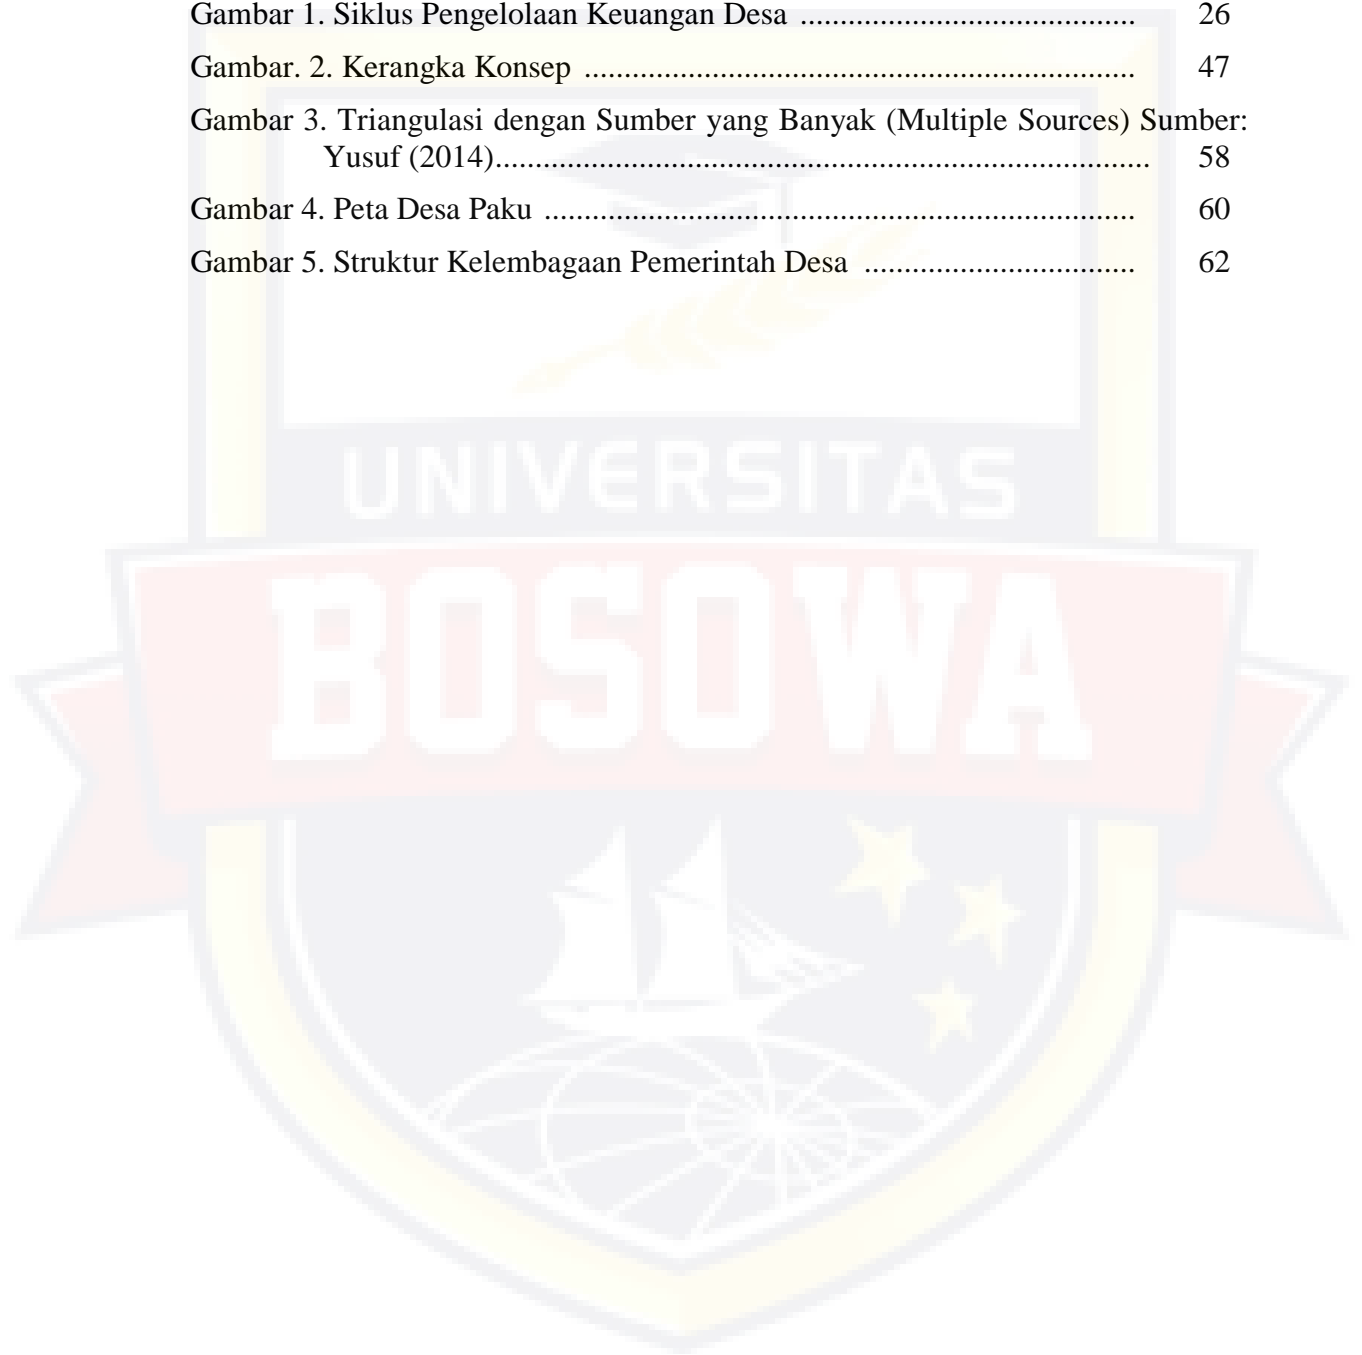 Gambar 1. Siklus Pengelolaan Keuangan Desa .......................................... 26
Gambar. 2. Kerangka Konsep ..................................................................... 47
Gambar 3. Triangulasi dengan Sumber yang Banyak (Multiple Sources) Sumber:
Yusuf (2014).................................................................................. 58
Gambar 4. Peta Desa Paku .......................................................................... 60
Gambar 5. Struktur Kelembagaan Pemerintah Desa .................................. 62
UNIVERSITAS
BOSOWA